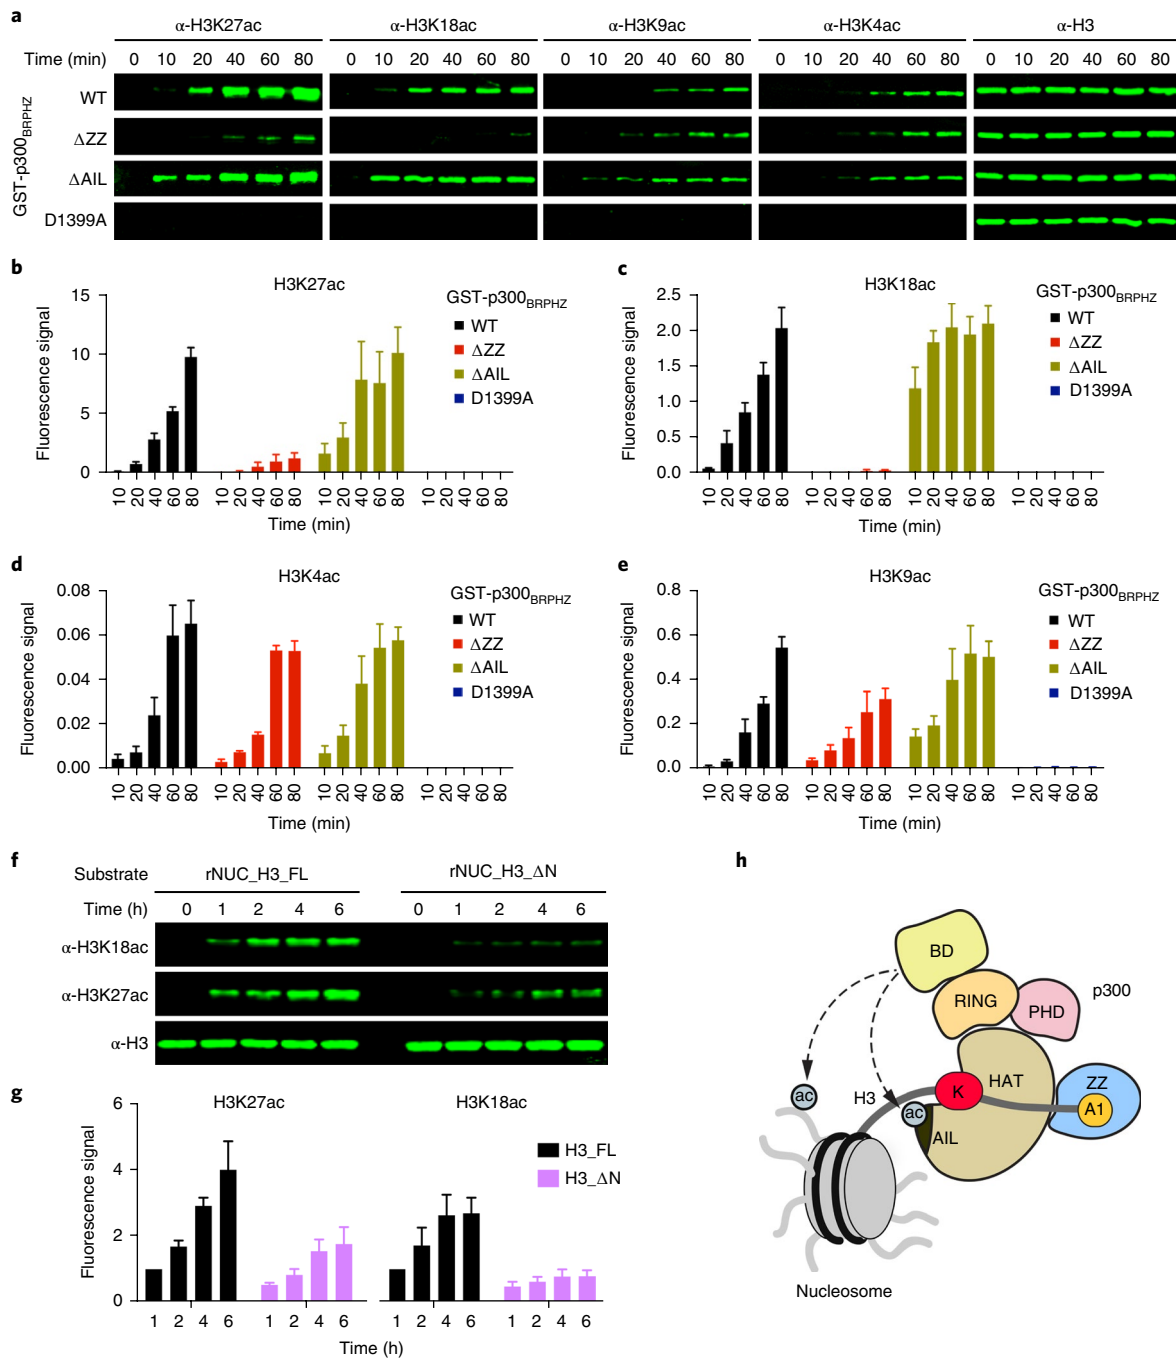 a
α-H3K27ac α-H3K18ac α-H3K9ac α-H3K4ac α-H3
Time (min) 0 10 20 40 60 80 0 10 20 40 60 80 0 10 20 40 60 80 0 10 20 40 60 80 0 10 20 40 60 80
GST-p300BRPHZ
WT
ΔZZ
ΔAIL
D1399A
b
H3K27ac
Fluorescence signal
15
10
5
0
10 20 40 60 80 10 20 40 60 80 10 20 40 60 80 10 20 40 60 80
Time (min)
GST-p300BRPHZ
WT
ΔZZ
ΔAIL
D1399A
c
H3K18ac
Fluorescence signal
2.5
2.0
1.5
1.0
0.5
0.0
10 20 40 60 80 10 20 40 60 80 10 20 40 60 80 10 20 40 60 80
Time (min)
GST-p300BRPHZ
WT
ΔZZ
ΔAIL
D1399A
d
H3K4ac
Fluorescence signal
0.08
0.06
0.04
0.02
0.00
10 20 40 60 80 10 20 40 60 80 10 20 40 60 80 10 20 40 60 80
Time (min)
GST-p300BRPHZ
WT
ΔZZ
ΔAIL
D1399A
e
H3K9ac
Fluorescence signal
0.8
0.6
0.4
0.2
0.0
10 20 40 60 80 10 20 40 60 80 10 20 40 60 80 10 20 40 60 80
Time (min)
GST-p300BRPHZ
WT
ΔZZ
ΔAIL
D1399A
f
Substrate rNUC_H3_FL rNUC_H3_ΔN
Time (h) 0 1 2 4 6 0 1 2 4 6
α-H3K18ac
α-H3K27ac
α-H3
g
H3K27ac H3K18ac
Fluorescence signal
6
4
2
0
1 2 4 6 1 2 4 6 1 2 4 6 1 2 4 6
Time (h)
H3_FL
H3_ΔN
h
BD
RING
PHD
p300
HAT
ZZ
A1
K
H3
ac
ac
AIL
Nucleosome